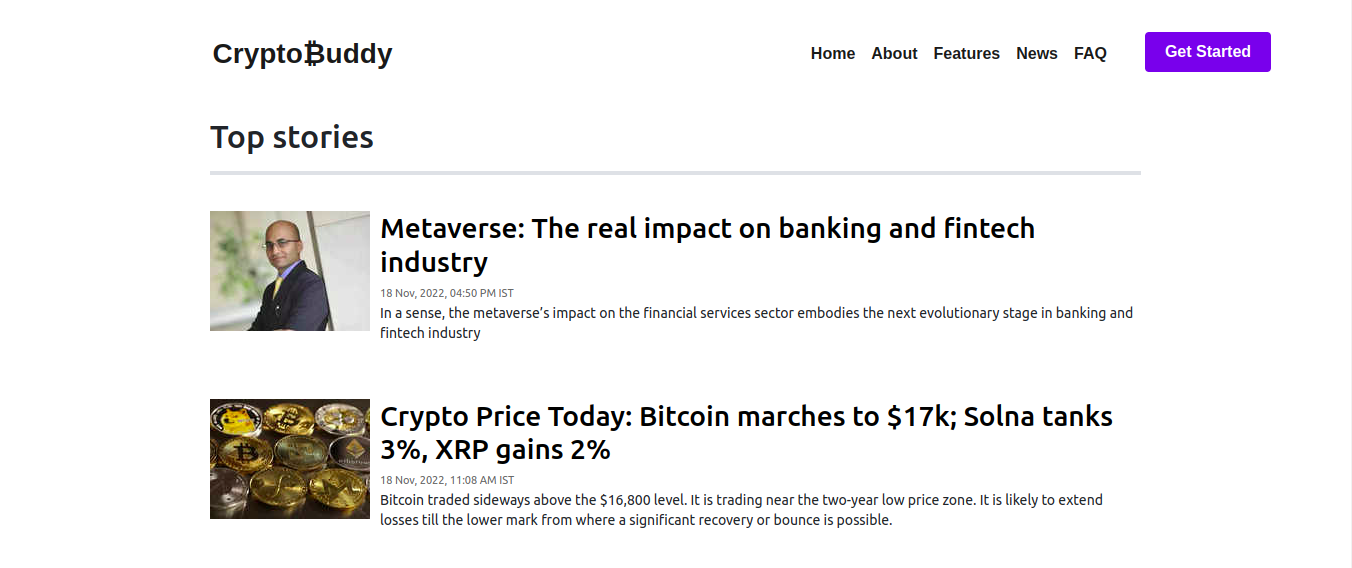 Crypto₿uddy
Home About Features News FAQ Get Started
Top stories
Metaverse: The real impact on banking and fintech
industry
18 Nov, 2022, 04:50 PM IST
In a sense, the metaverse’s impact on the financial services sector embodies the next evolutionary stage in banking and
fintech industry
Crypto Price Today: Bitcoin marches to $17k; Solna tanks
3%, XRP gains 2%
18 Nov, 2022, 11:08 AM IST
Bitcoin traded sideways above the $16,800 level. It is trading near the two-year low price zone. It is likely to extend
losses till the lower mark from where a significant recovery or bounce is possible.